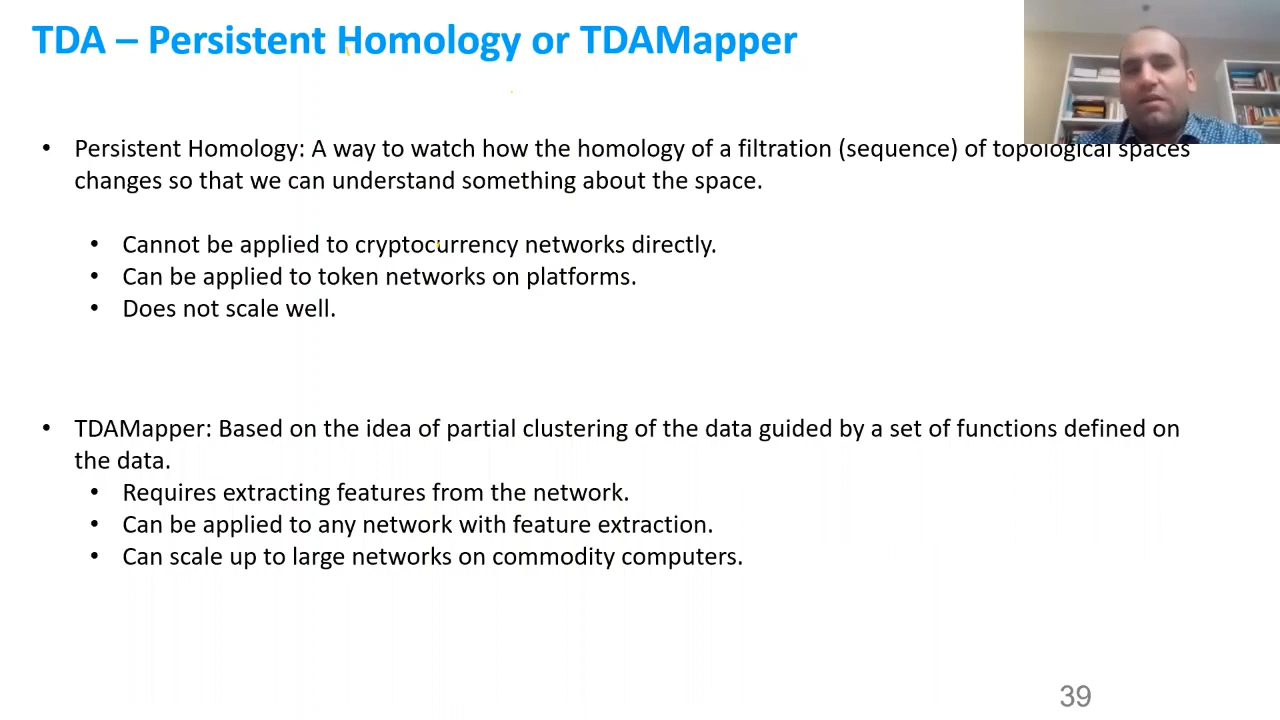 TDA – Persistent Homology or TDAMapper
• Persistent Homology: A way to watch how the homology of a filtration (sequence) of topological spaces
changes so that we can understand something about the space.
• Cannot be applied to cryptocurrency networks directly.
• Can be applied to token networks on platforms.
• Does not scale well.
• TDAMapper: Based on the idea of partial clustering of the data guided by a set of functions defined on
the data.
• Requires extracting features from the network.
• Can be applied to any network with feature extraction.
• Can scale up to large networks on commodity computers.
39